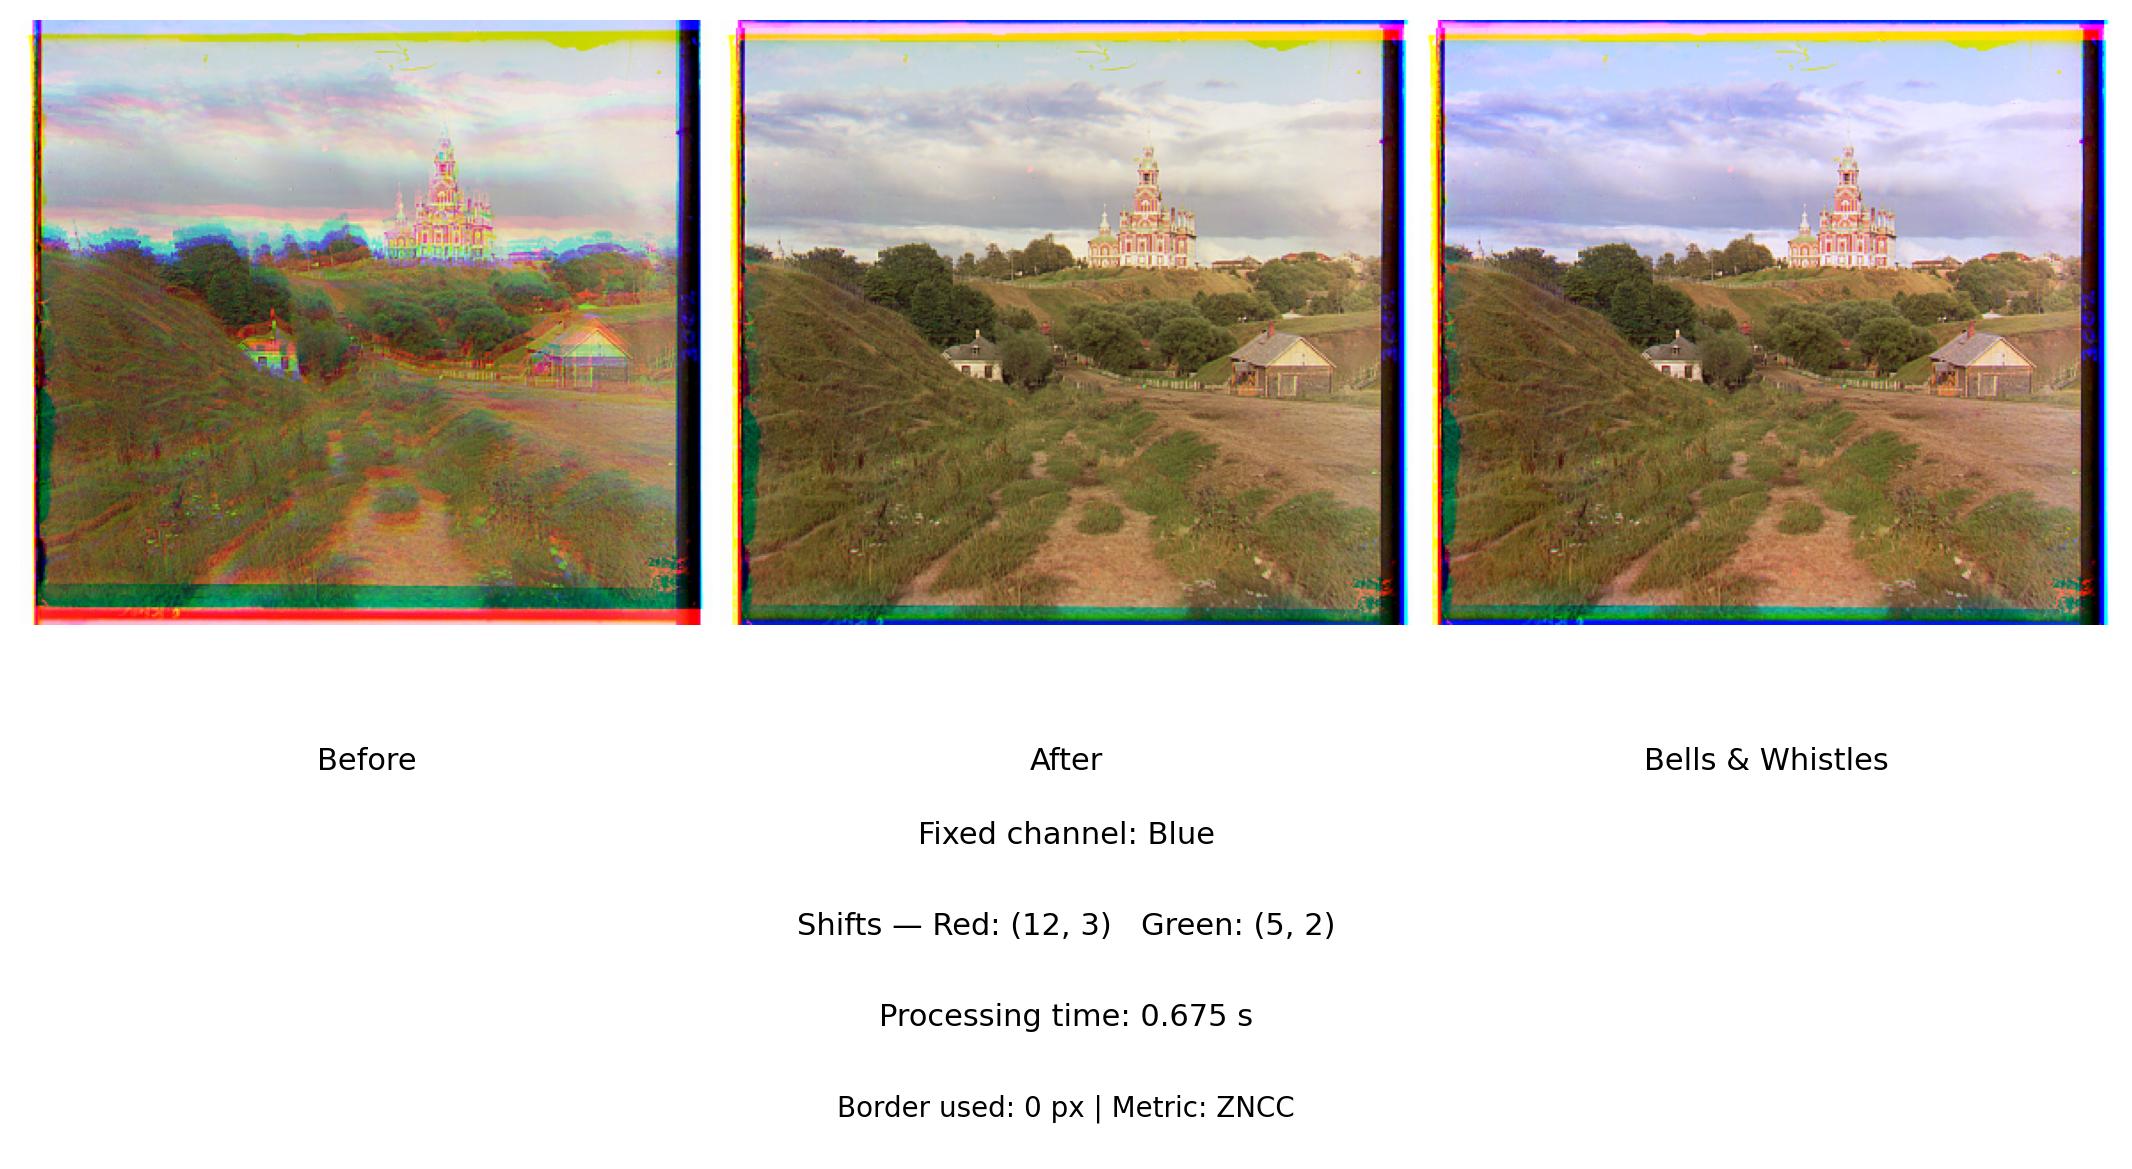 Before
After
Bells & Whistles
Fixed channel: Blue
Shifts — Red: (12, 3)   Green: (5, 2)
Processing time: 0.675 s
Border used: 0 px | Metric: ZNCC